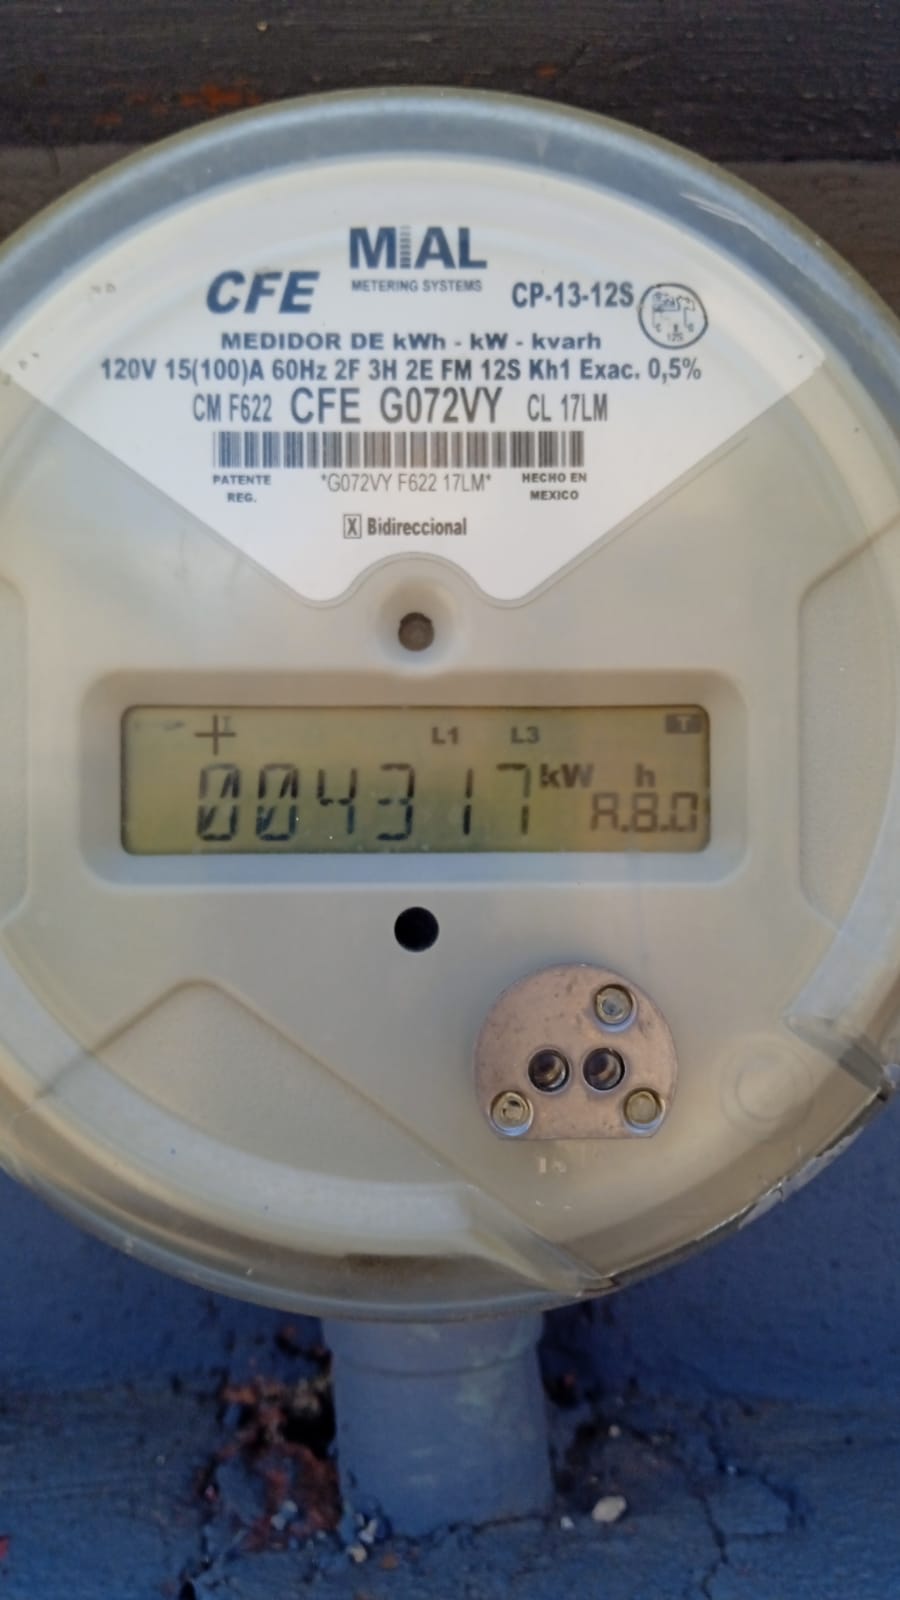 MIAL
METERING SYSTEMS
CFE
CP-13-12S
MEDIDOR DE kWh - kW - kvarh
120V 15(100)A 60Hz 2F 3H 2E FM 12S Kh1 Exac. 0,5%
CM F622 CFE G072VY CL 17LM
PATENTE REG.
*G072VY F622 17LM*
HECHO EN MEXICO
X Bidireccional
L1 L3 T
004317 kW h
A.8.0